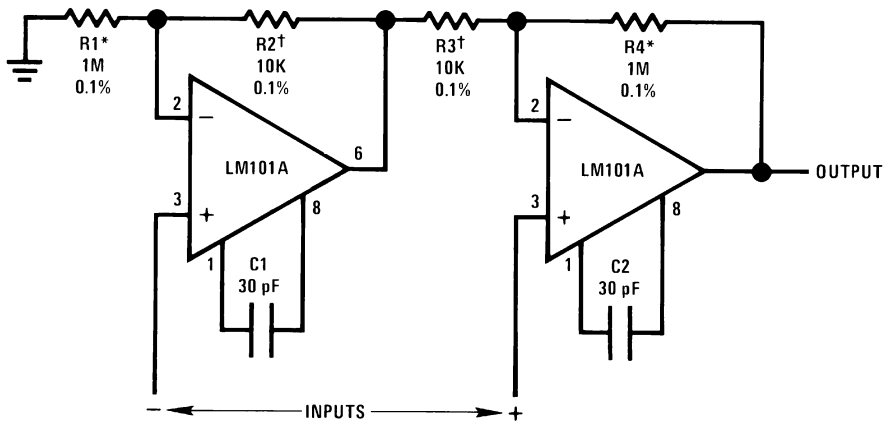 R1*
1M
0.1%
R2†
10K
0.1%
R3†
10K
0.1%
R4*
1M
0.1%
2
−
LM101A
6
3
+
8
1
C1
30 pF
2
−
LM101A
OUTPUT
3
+
8
1
C2
30 pF
− INPUTS +